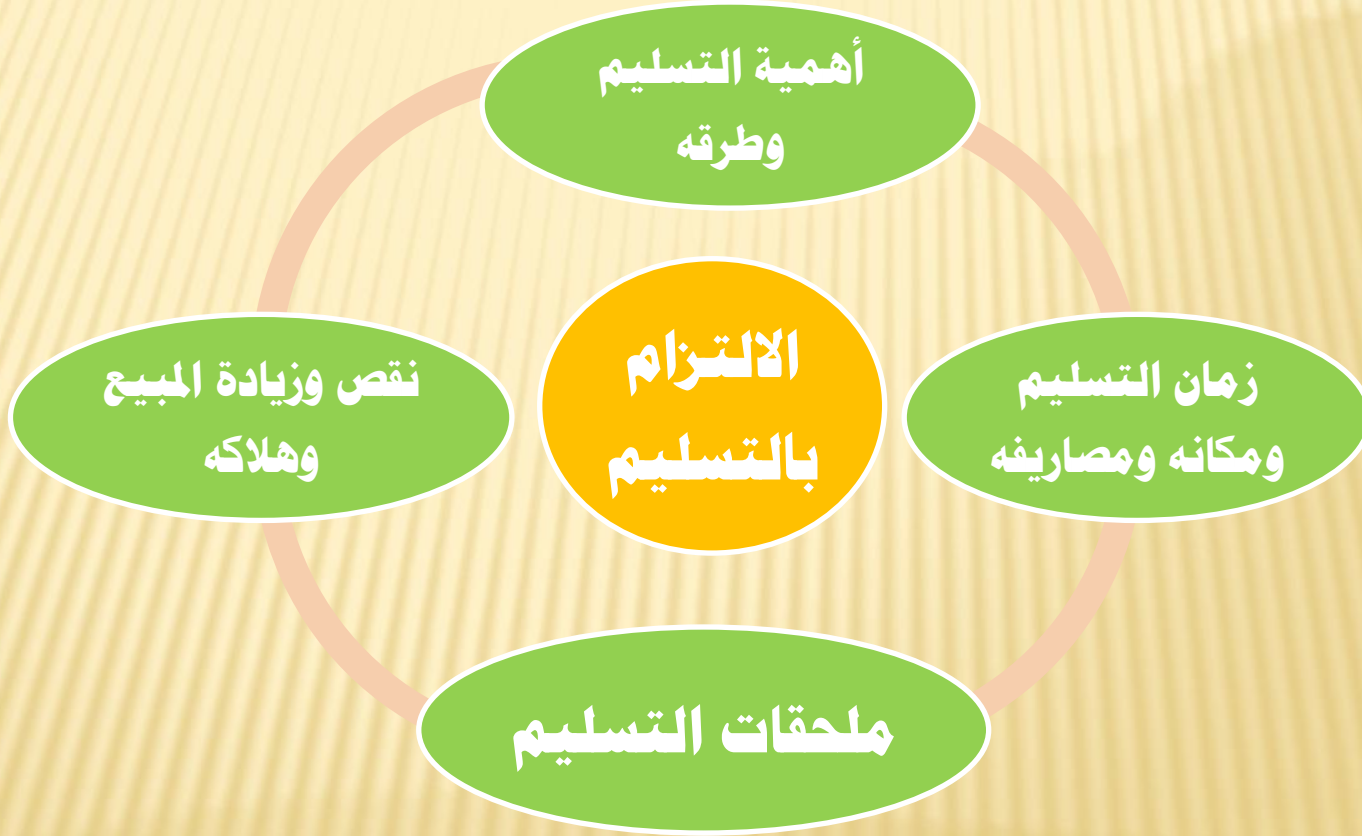 أهمية التسليم
وطرقه
الالتزام
بالتسليم
زمان التسليم
ومكانه ومصاريفه
نقص وزيادة المبيع
وهلاكه
ملحقات التسليم